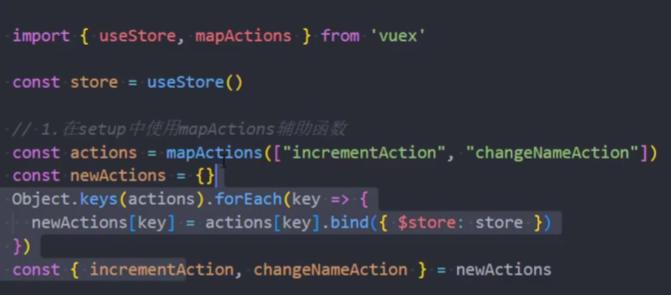 import { useStore, mapActions } from 'vuex'
const store = useStore()
// 1.在setup中使用mapActions辅助函数
const actions = mapActions(["incrementAction", "changeNameAction"])
const newActions = {}
Object.keys(actions).forEach(key => {
newActions[key] = actions[key].bind({ $store: store })
})
const { incrementAction, changeNameAction } = newActions